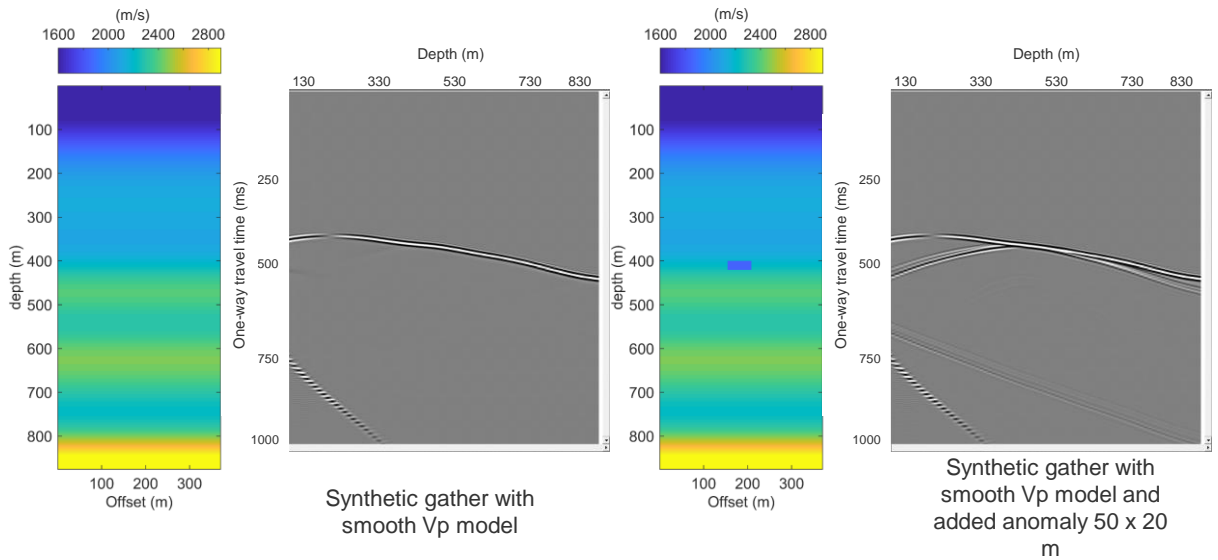 (m/s)
1600 2000 2400 2800
100
200
300
400
500
600
700
800
depth (m)
100 200 300
Offset (m)
Depth (m)
130 330 530 730 830
250
500
750
1000
One-way travel time (ms)
Synthetic gather with
smooth Vp model
(m/s)
1600 2000 2400 2800
100
200
300
400
500
600
700
800
depth (m)
100 200 300
Offset (m)
Depth (m)
130 330 530 730 830
250
500
750
1000
One-way travel time (ms)
Synthetic gather with
smooth Vp model and
added anomaly 50 x 20
m